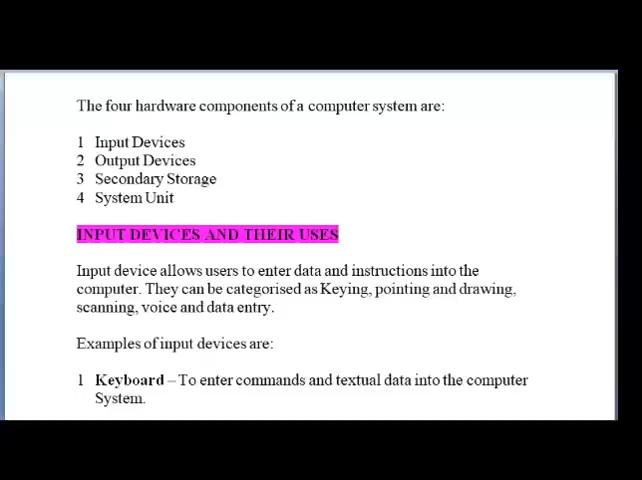 The four hardware components of a computer system are:
1 Input Devices
2 Output Devices
3 Secondary Storage
4 System Unit
INPUT DEVICES AND THEIR USES
Input device allows users to enter data and instructions into the
computer. They can be categorised as Keying, pointing and drawing,
scanning, voice and data entry.
Examples of input devices are:
1 Keyboard – To enter commands and textual data into the computer
System.